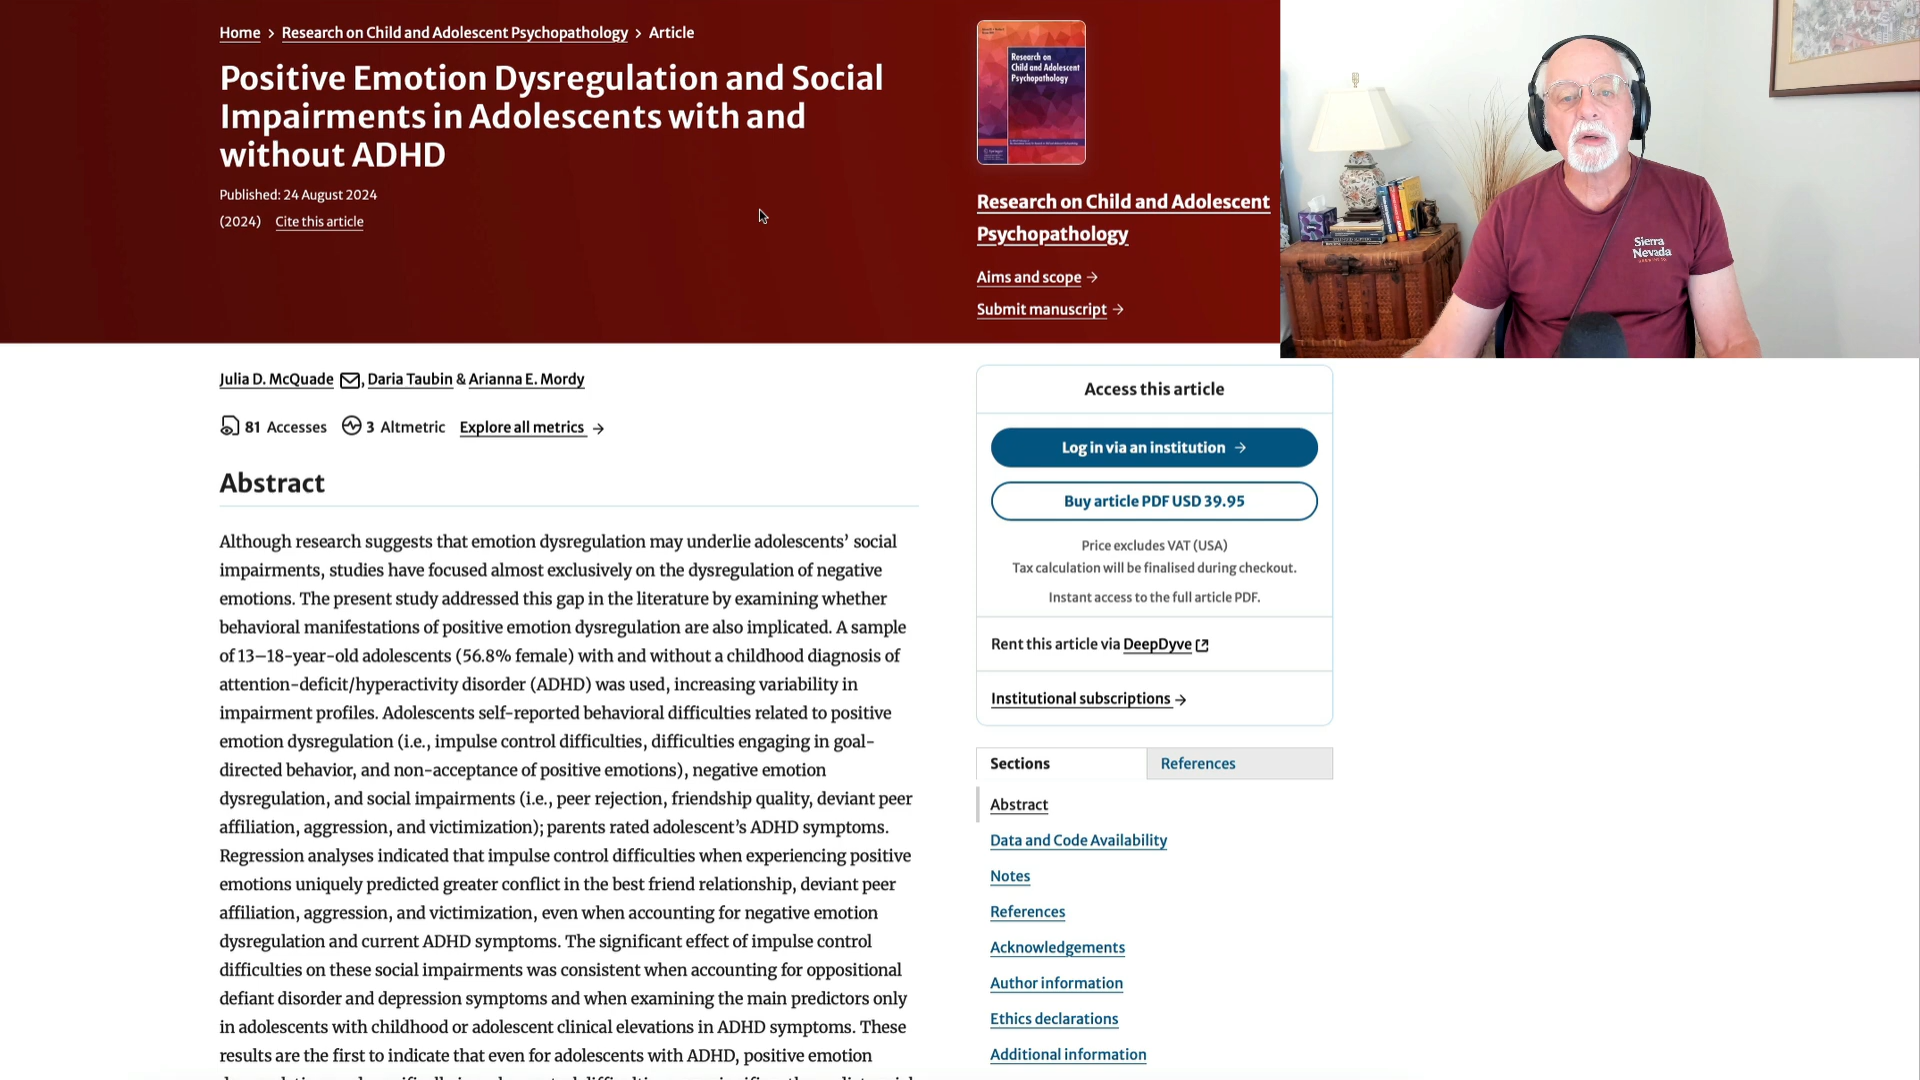 Home > Research on Child and Adolescent Psychopathology > Article
Positive Emotion Dysregulation and Social
Impairments in Adolescents with and
without ADHD
Published: 24 August 2024
(2024) Cite this article
Research on
Child and Adolescent
Psychopathology
Research on Child and Adolescent
Psychopathology
Aims and scope →
Submit manuscript →
Sierra
Nevada
Julia D. McQuade, Daria Taubin & Arianna E. Mordy
81 Accesses 3 Altmetric Explore all metrics →
Abstract
Although research suggests that emotion dysregulation may underlie adolescents’ social
impairments, studies have focused almost exclusively on the dysregulation of negative
emotions. The present study addressed this gap in the literature by examining whether
behavioral manifestations of positive emotion dysregulation are also implicated. A sample
of 13–18-year-old adolescents (56.8% female) with and without a childhood diagnosis of
attention-deficit/hyperactivity disorder (ADHD) was used, increasing variability in
impairment profiles. Adolescents self-reported behavioral difficulties related to positive
emotion dysregulation (i.e., impulse control difficulties, difficulties engaging in goal-
directed behavior, and non-acceptance of positive emotions), negative emotion
dysregulation, and social impairments (i.e., peer rejection, friendship quality, deviant peer
affiliation, aggression, and victimization); parents rated adolescent’s ADHD symptoms.
Regression analyses indicated that impulse control difficulties when experiencing positive
emotions uniquely predicted greater conflict in the best friend relationship, deviant peer
affiliation, aggression, and victimization, even when accounting for negative emotion
dysregulation and current ADHD symptoms. The significant effect of impulse control
difficulties on these social impairments was consistent when accounting for oppositional
defiant disorder and depression symptoms and when examining the main predictors only
in adolescents with childhood or adolescent clinical elevations in ADHD symptoms. These
results are the first to indicate that even for adolescents with ADHD, positive emotion
Access this article
Log in via an institution →
Buy article PDF USD 39.95
Price excludes VAT (USA)
Tax calculation will be finalised during checkout.
Instant access to the full article PDF.
Rent this article via DeepDyve
Institutional subscriptions →
Sections References
Abstract
Data and Code Availability
Notes
References
Acknowledgements
Author information
Ethics declarations
Additional information